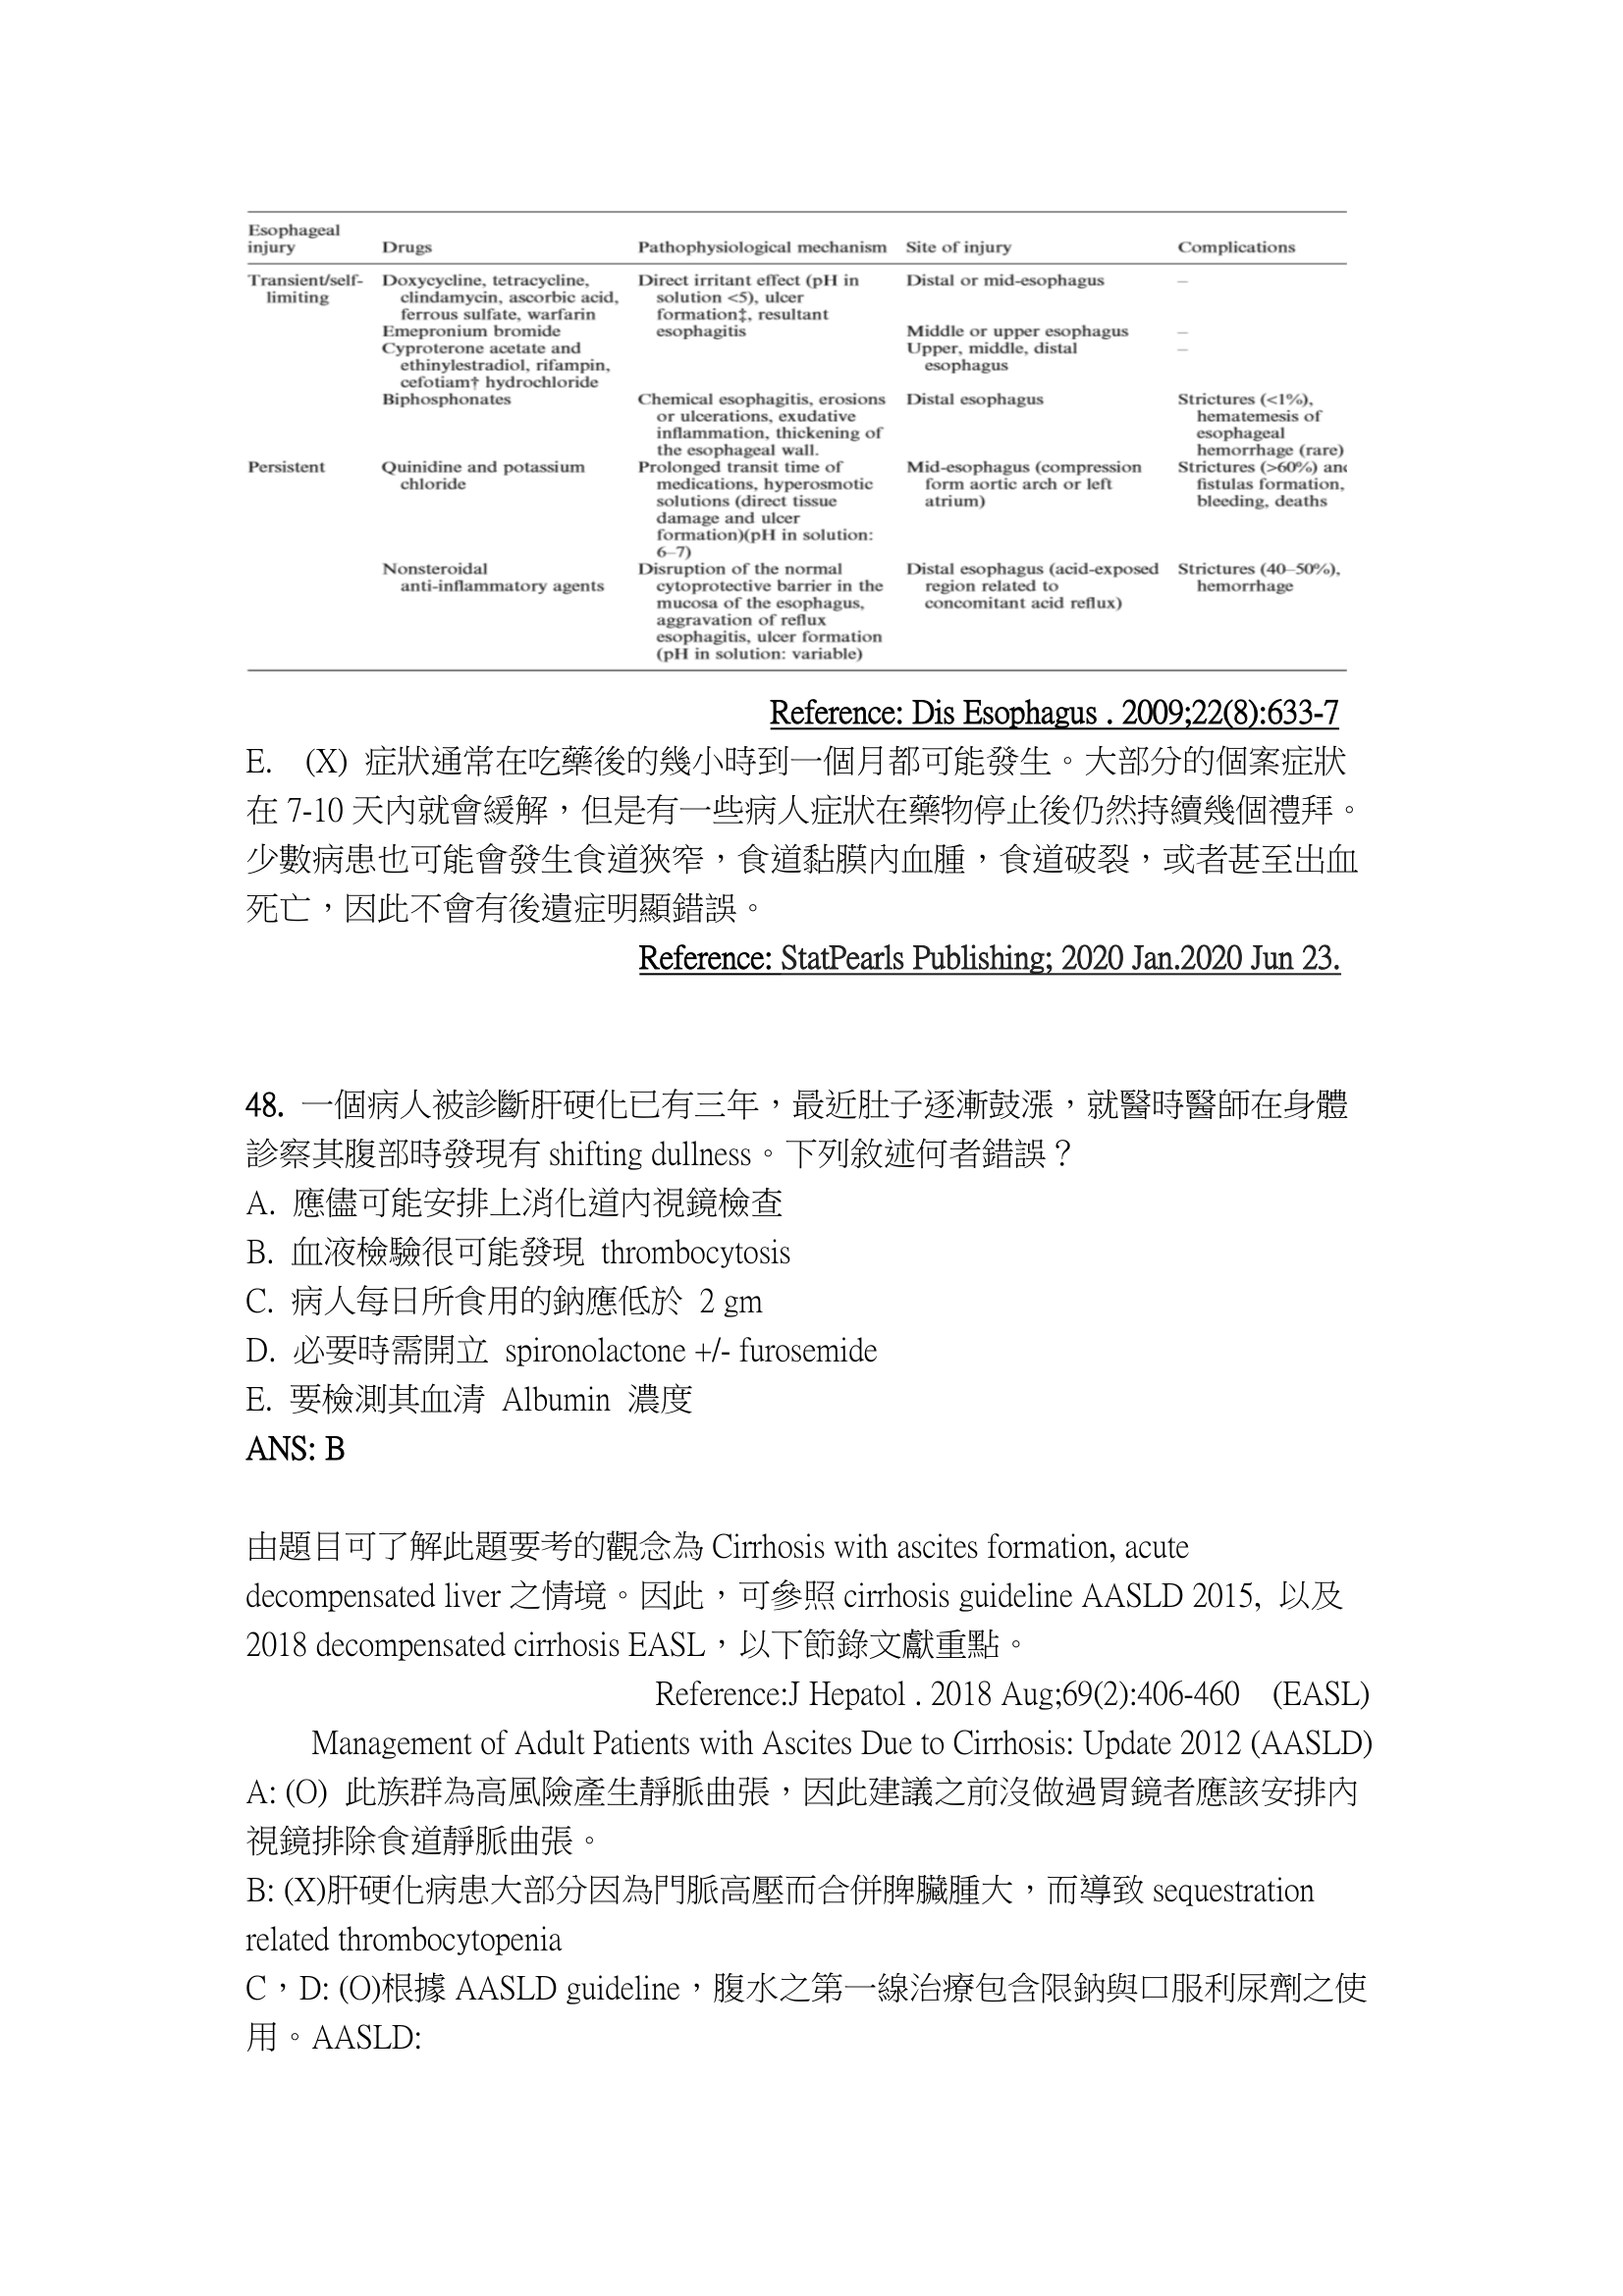 Esophageal injury Drugs Pathophysiological mechanism Site of injury Complications
Transient/self- Doxycycline, tetracycline, Direct irritant effect (pH in Distal or mid-esophagus –
limiting clindamycin, ascorbic acid, solution <5), ulcer
ferrous sulfate, warfarin formation‡, resultant
Emepronium bromide esophagitis Middle or upper esophagus –
Cyproterone acetate and Upper, middle, distal –
ethinylestradiol, rifampin, esophagus
cefotiam† hydrochloride
Biphosphonates Chemical esophagitis, erosions Distal esophagus Strictures (<1%),
or ulcerations, exudative hematemesis of
inflammation, thickening of esophageal
the esophageal wall. hemorrhage (rare)
Persistent Quinidine and potassium Prolonged transit time of Mid-esophagus (compression Strictures (>60%) and
chloride medications, hyperosmotic form aortic arch or left fistulas formation,
solutions (direct tissue atrium) bleeding, deaths
damage and ulcer
formation)(pH in solution:
6–7)
Nonsteroidal Disruption of the normal Distal esophagus (acid-exposed Strictures (40–50%),
anti-inflammatory agents cytoprotective barrier in the region related to hemorrhage
mucosa of the esophagus, concomitant acid reflux)
aggravation of reflux
esophagitis, ulcer formation
(pH in solution: variable)
Reference: Dis Esophagus . 2009;22(8):633-7
E. (X) 症狀通常在吃藥後的幾小時到一個月都可能發生。大部分的個案症狀
在 7-10 天內就會緩解，但是有一些病人症狀在藥物停止後仍然持續幾個禮拜。
少數病患也可能會發生食道狹窄，食道黏膜內血腫，食道破裂，或者甚至出血
死亡，因此不會有後遺症明顯錯誤。
Reference: StatPearls Publishing; 2020 Jan.2020 Jun 23.
48. 一個病人被診斷肝硬化已有三年，最近肚子逐漸鼓漲，就醫時醫師在身體
診察其腹部時發現有 shifting dullness。下列敘述何者錯誤？
A. 應儘可能安排上消化道內視鏡檢查
B. 血液檢驗很可能發現 thrombocytosis
C. 病人每日所食用的鈉應低於 2 gm
D. 必要時需開立 spironolactone +/- furosemide
E. 要檢測其血清 Albumin 濃度
ANS: B
由題目可了解此題要考的觀念為 Cirrhosis with ascites formation, acute
decompensated liver 之情境。因此，可參照 cirrhosis guideline AASLD 2015, 以及
2018 decompensated cirrhosis EASL，以下節錄文獻重點。
Reference:J Hepatol . 2018 Aug;69(2):406-460 (EASL)
Management of Adult Patients with Ascites Due to Cirrhosis: Update 2012 (AASLD)
A: (O) 此族群為高風險產生靜脈曲張，因此建議之前沒做過胃鏡者應該安排內
視鏡排除食道靜脈曲張。
B: (X)肝硬化病患大部分因為門脈高壓而合併脾臟腫大，而導致 sequestration
related thrombocytopenia
C，D: (O)根據 AASLD guideline，腹水之第一線治療包含限鈉與口服利尿劑之使
用。AASLD: